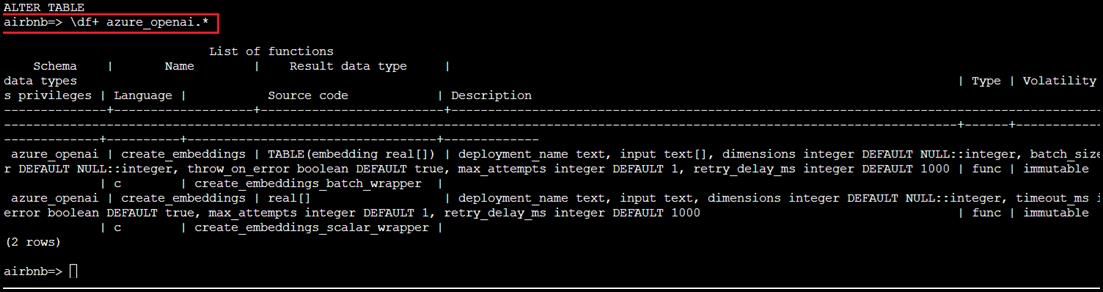 ALTER TABLE
airbnb=> \df+ azure_openai.*
List of functions
Schema | Name | Result data type |
data types | Type | Volatility
s privileges | Language | Source code | Description
-------------+-------------------+------------------------+--------------------------------------------------------------------------------------
-----------------------------------------------------------------------------------------------------------------------------+------+-----------
-------------+----------+---------------------------------+-------------
azure_openai | create_embeddings | TABLE(embedding real[]) | deployment_name text, input text[], dimensions integer DEFAULT NULL::integer, batch_size
r DEFAULT NULL::integer, throw_on_error boolean DEFAULT true, max_attempts integer DEFAULT 1, retry_delay_ms integer DEFAULT 1000 | func | immutable
| c | create_embeddings_batch_wrapper |
azure_openai | create_embeddings | real[] | deployment_name text, input text, dimensions integer DEFAULT NULL::integer, timeout_ms i
error boolean DEFAULT true, max_attempts integer DEFAULT 1, retry_delay_ms integer DEFAULT 1000 | func | immutable
| c | create_embeddings_scalar_wrapper |
(2 rows)
airbnb=>